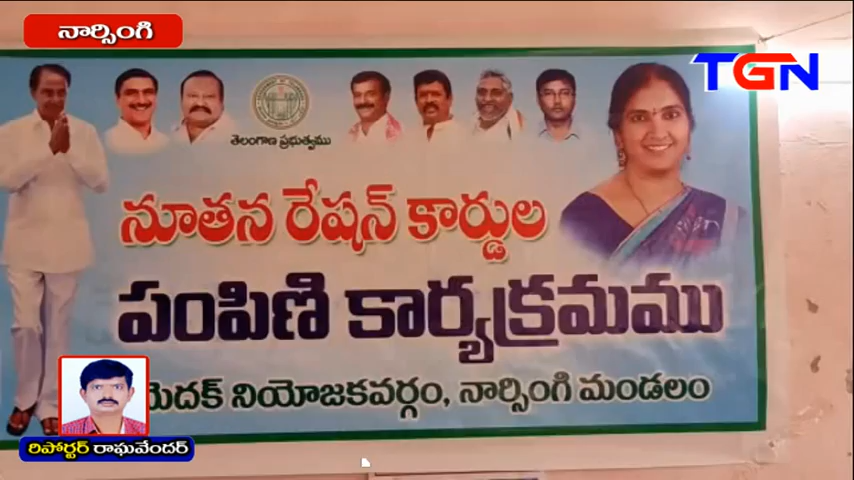 నార్సింగి
TGN
తెలంగాణ ప్రభుత్వము
నూతన రేషన్ కార్డుల
పంపిణి కార్యక్రమము
మెదక్ నియోజకవర్గం, నార్సింగి మండలం
రిపోర్టర్ రాఘవేందర్